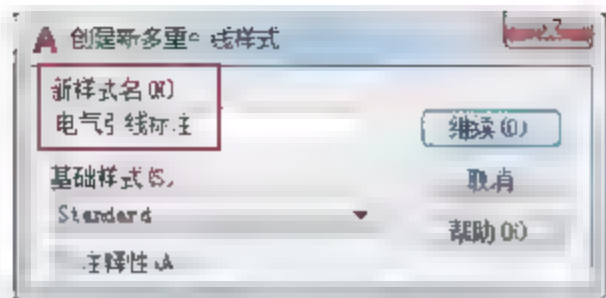 创建新多重引线样式
新样式名(N)
电气引线标注
继续(O)
基础样式(S)
取消
Standard
帮助(H)
注释性(A)